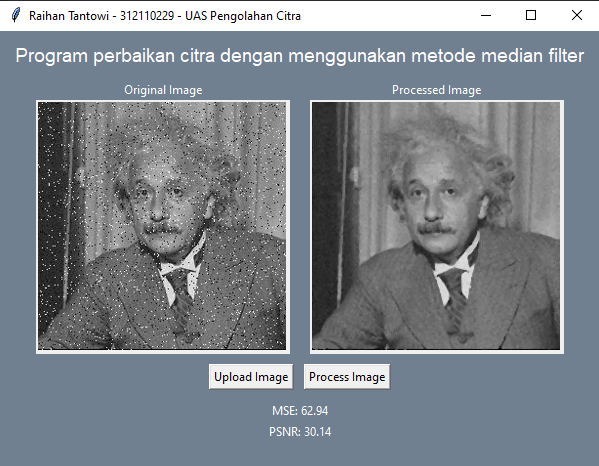 Raihan Tantowi - 312110229 - UAS Pengolahan Citra
Program perbaikan citra dengan menggunakan metode median filter
Original Image
Processed Image
Upload Image
Process Image
MSE: 62.94
PSNR: 30.14